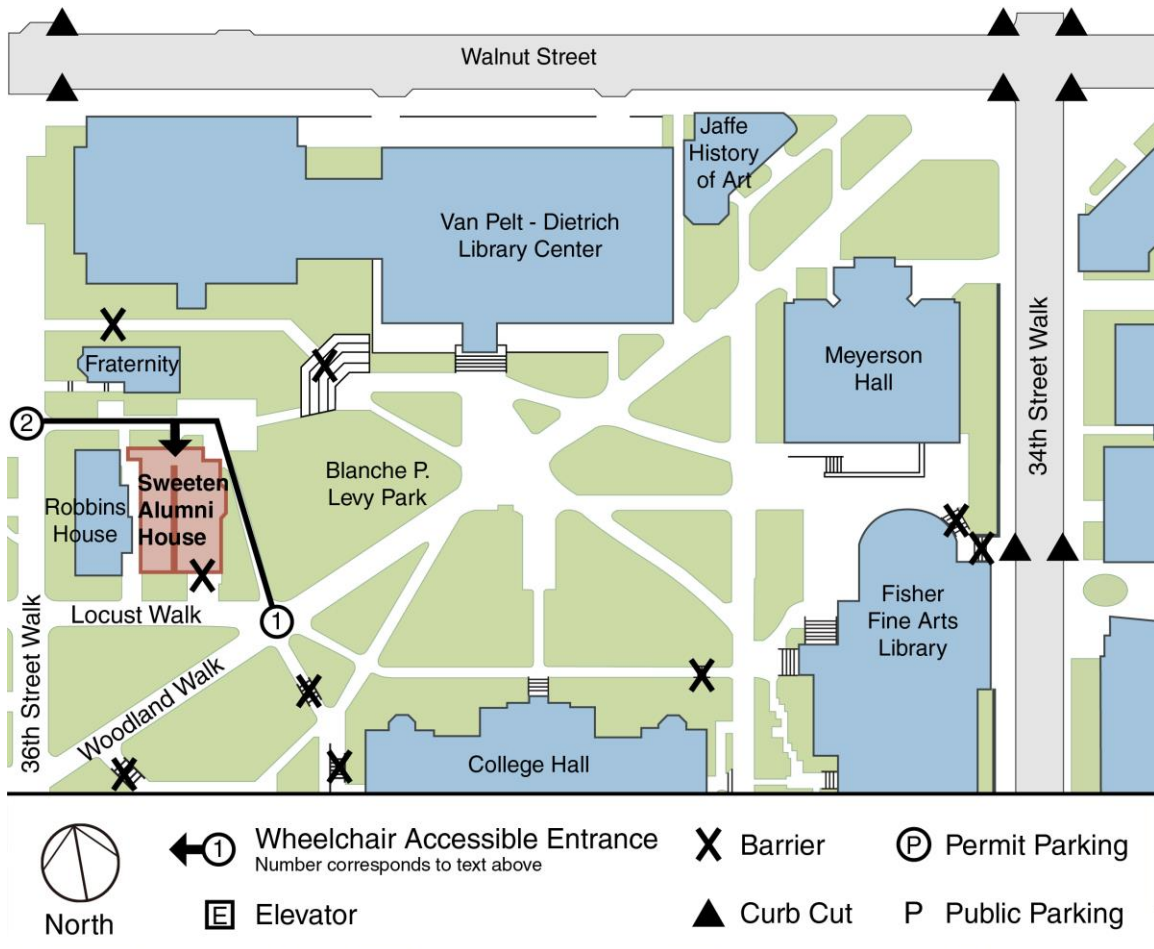 Walnut Street
Jaffe
History
of Art
Van Pelt - Dietrich
Library Center
Fraternity
Meyerson
Hall
34th Street Walk
2
Sweeten
Alumni
House
Robbins
House
Blanche P.
Levy Park
Locust Walk
1
36th Street Walk
Woodland Walk
Fisher
Fine Arts
Library
College Hall
North
1
Wheelchair Accessible Entrance
Number corresponds to text above
E Elevator
Barrier
Curb Cut
P Permit Parking
P Public Parking